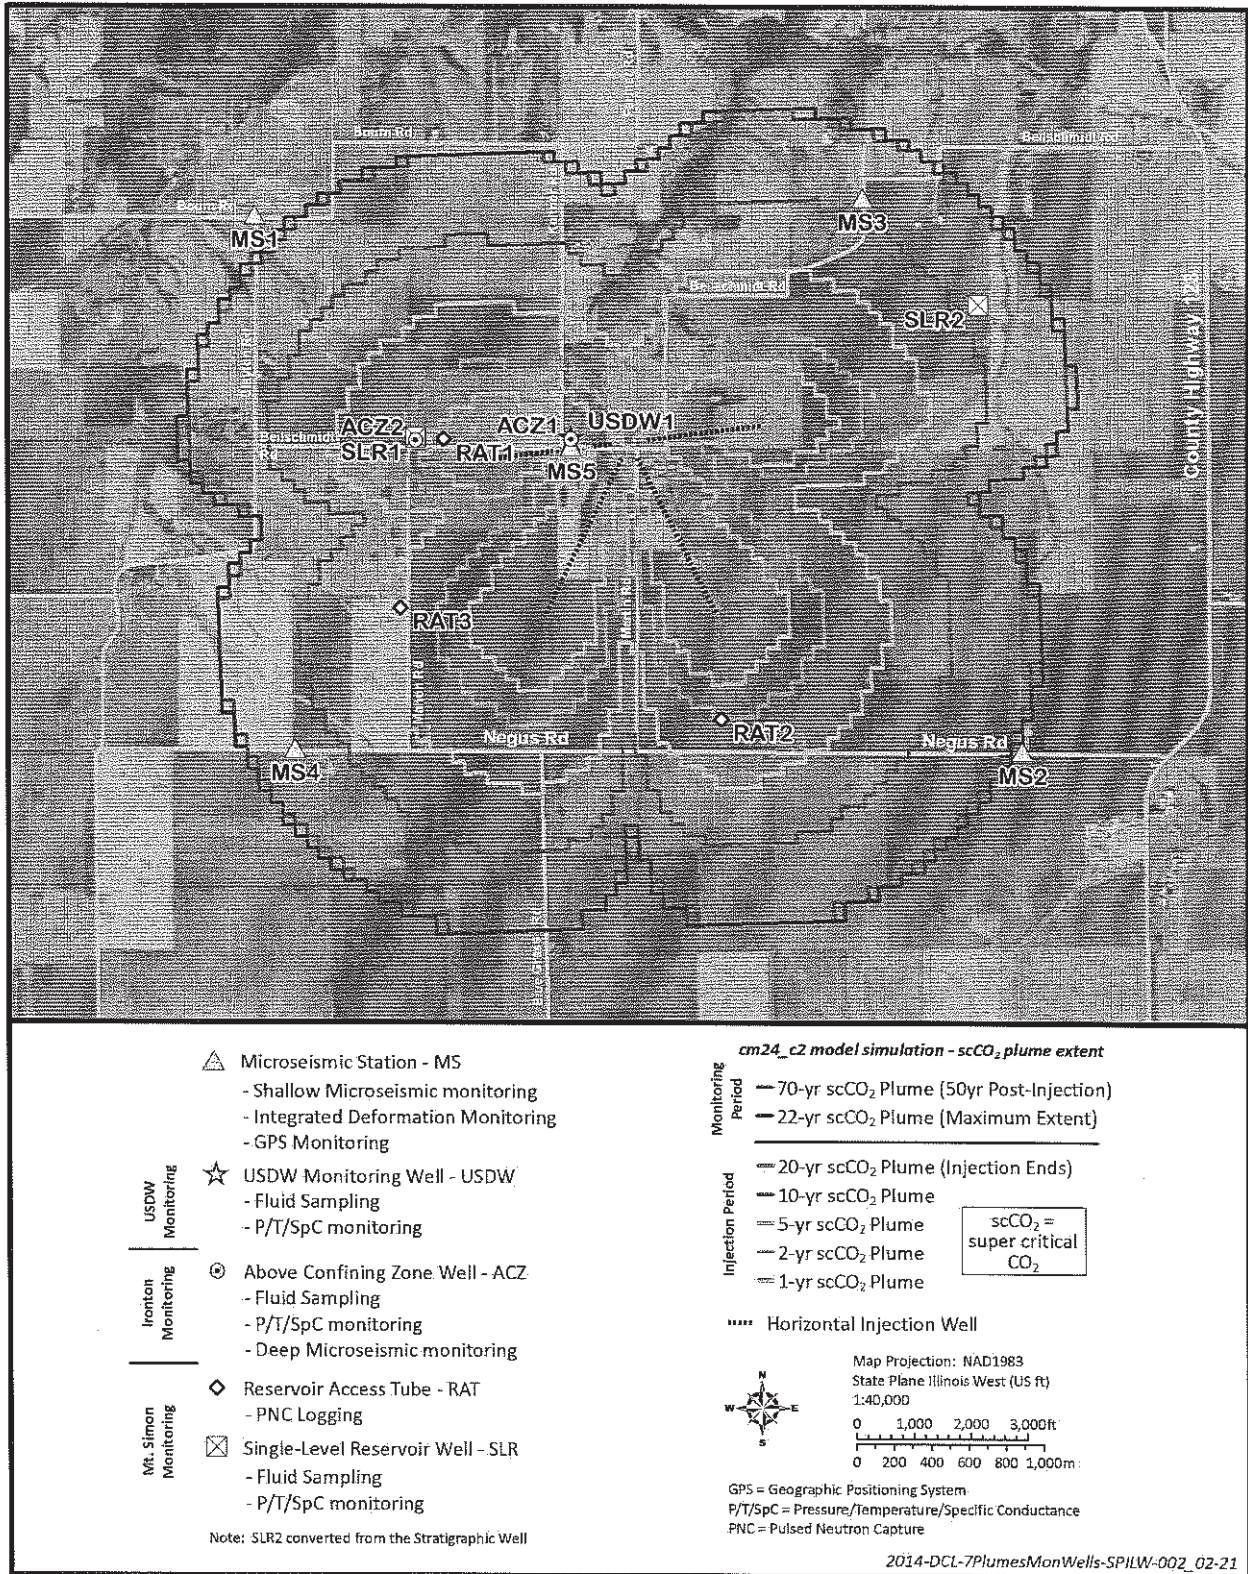 Baum Rd
Beilschmidt Rd
Baum Rd
MS1
MS3
Beilschmidt Rd
SLR2
County Highway 123
ACZ2
ACZ1
USDW1
Beilschmidt
SLR1
RAT1
MS5
RAT3
Martin Rd
Negus Rd
RAT2
Negus Rd
MS4
MS2
Microseismic Station - MS
- Shallow Microseismic monitoring
- Integrated Deformation Monitoring
- GPS Monitoring
USDW Monitoring
USDW Monitoring Well - USDW
- Fluid Sampling
- P/T/SpC monitoring
Ironton Monitoring
Above Confining Zone Well - ACZ
- Fluid Sampling
- P/T/SpC monitoring
- Deep Microseismic monitoring
Mt. Simon Monitoring
Reservoir Access Tube - RAT
- PNC Logging
Single-Level Reservoir Well - SLR
- Fluid Sampling
- P/T/SpC monitoring
Note: SLR2 converted from the Stratigraphic Well
cm24_c2 model simulation - scCO₂ plume extent
Monitoring Period
70-yr scCO₂ Plume (50yr Post-Injection)
22-yr scCO₂ Plume (Maximum Extent)
Injection Period
20-yr scCO₂ Plume (Injection Ends)
10-yr scCO₂ Plume
5-yr scCO₂ Plume
2-yr scCO₂ Plume
1-yr scCO₂ Plume
scCO₂ =
super critical
CO₂
Horizontal Injection Well
N
W E
S
Map Projection: NAD1983
State Plane Illinois West (US ft)
1:40,000
0 1,000 2,000 3,000ft
0 200 400 600 800 1,000m
GPS = Geographic Positioning System
P/T/SpC = Pressure/Temperature/Specific Conductance
PNC = Pulsed Neutron Capture
2014-DCL-7PlumesMonWells-SPILW-002_02-21